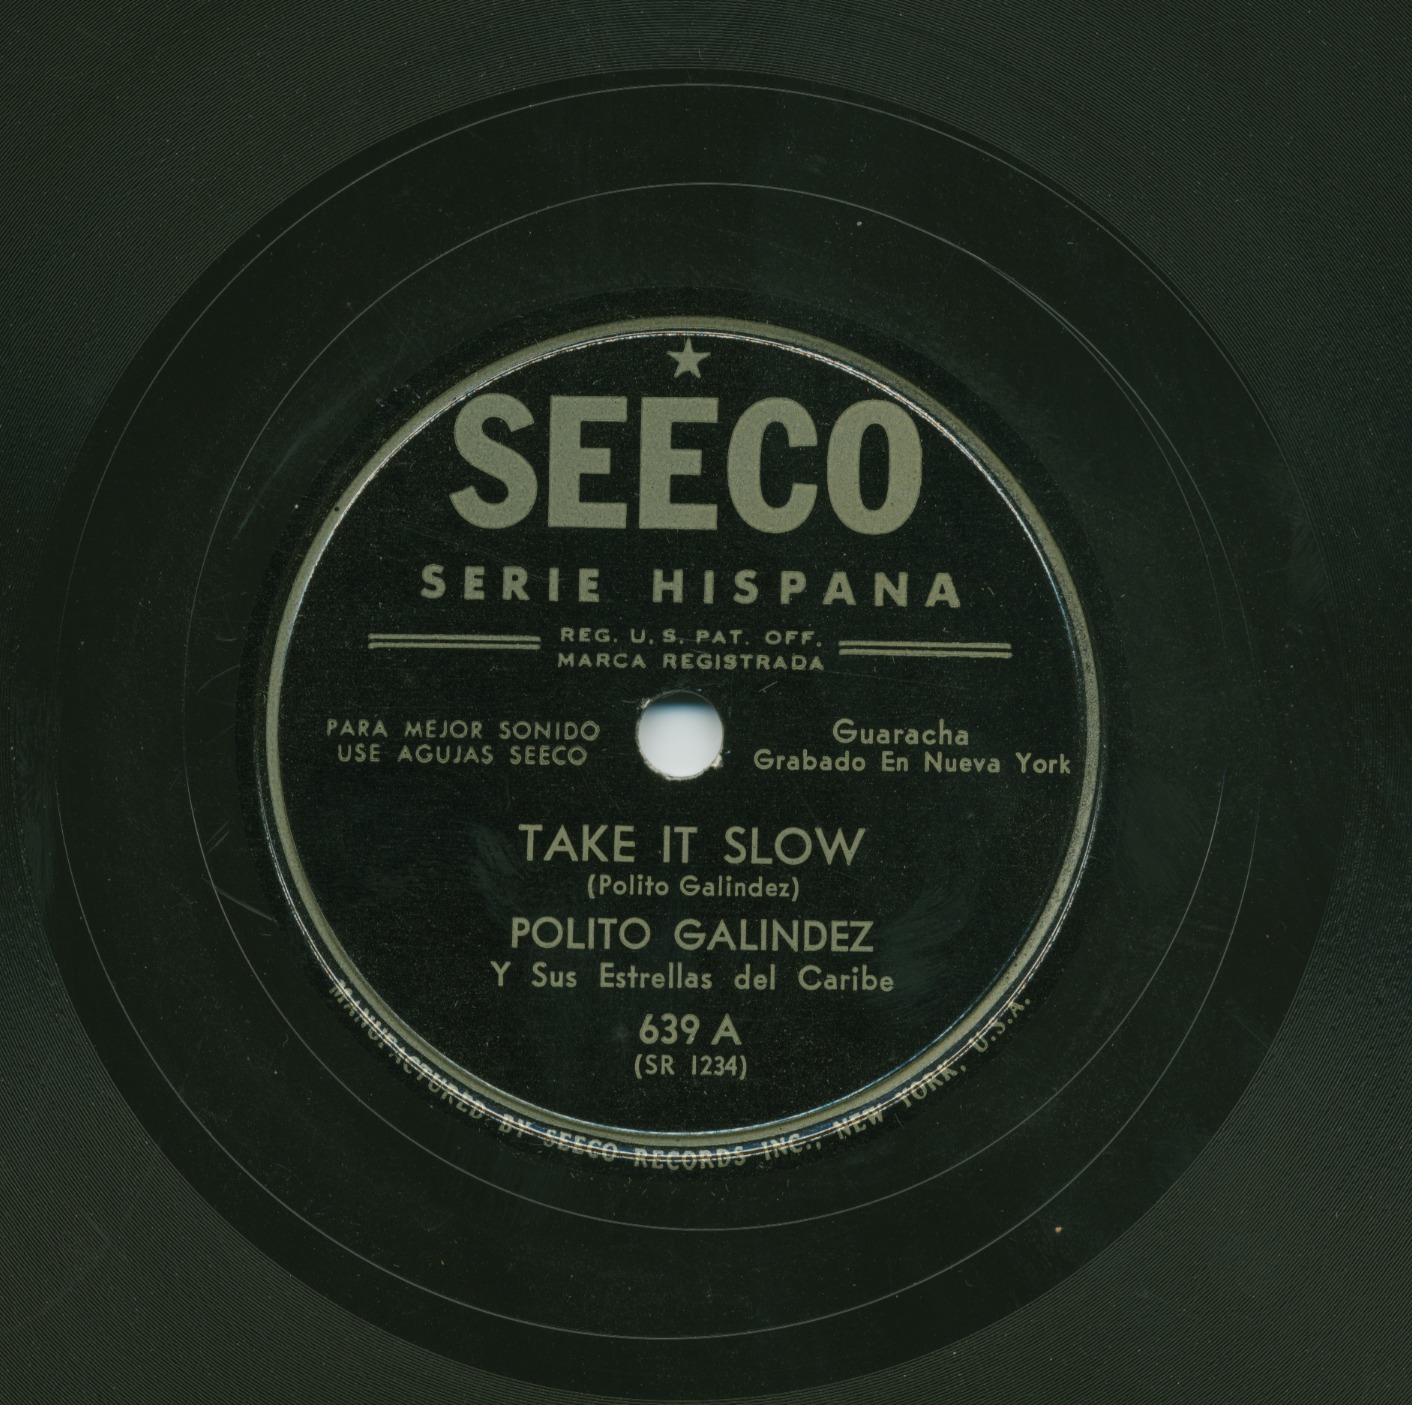 SEECO
SERIE HISPANA
REG. U. S. PAT. OFF.
MARCA REGISTRADA
PARA MEJOR SONIDO
USE AGUJAS SEECO
Guaracha
Grabado En Nueva York
TAKE IT SLOW
(Polito Galindez)
POLITO GALINDEZ
Y Sus Estrellas del Caribe
639 A
(SR 1234)
MANUFACTURED BY SEECO RECORDS INC., NEW YORK, U.S.A.